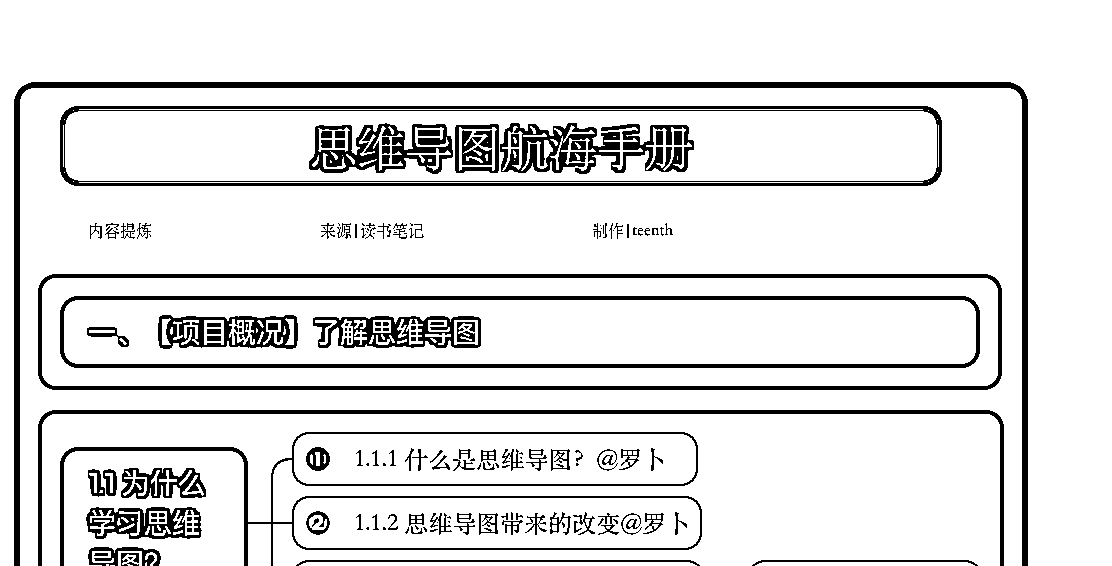 思维导图航海手册
内容提炼 来源|读书笔记 制作|teenth
一、【项目概况】了解思维导图
1.1 为什么
学习思维
导图?
1 1.1.1 什么是思维导图?@罗卜
2 1.1.2 思维导图带来的改变@罗卜